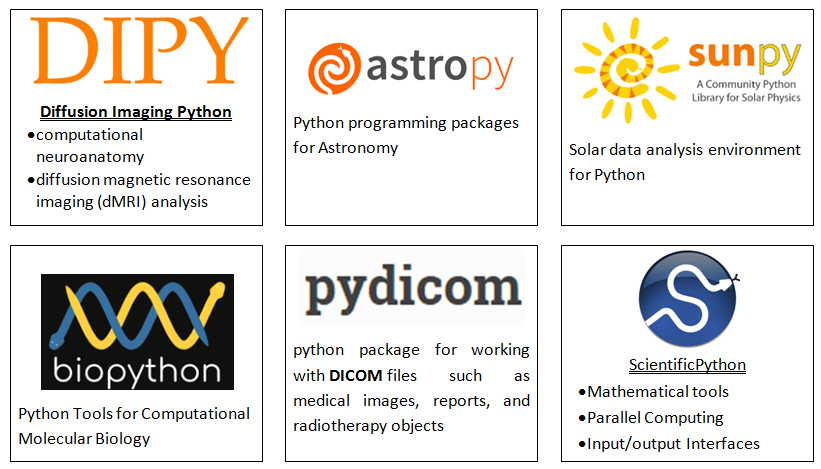 DIPY
Diffusion Imaging Python
•computational
neuroanatomy
•diffusion magnetic resonance
imaging (dMRI) analysis
astropy
Python programming packages
for Astronomy
sunpy
A Community Python
Library for Solar Physics
Solar data analysis environment
for Python
biopython
Python Tools for Computational
Molecular Biology
pydicom
python package for working
with DICOM files such as
medical images, reports, and
radiotherapy objects
ScientificPython
•Mathematical tools
•Parallel Computing
•Input/output Interfaces